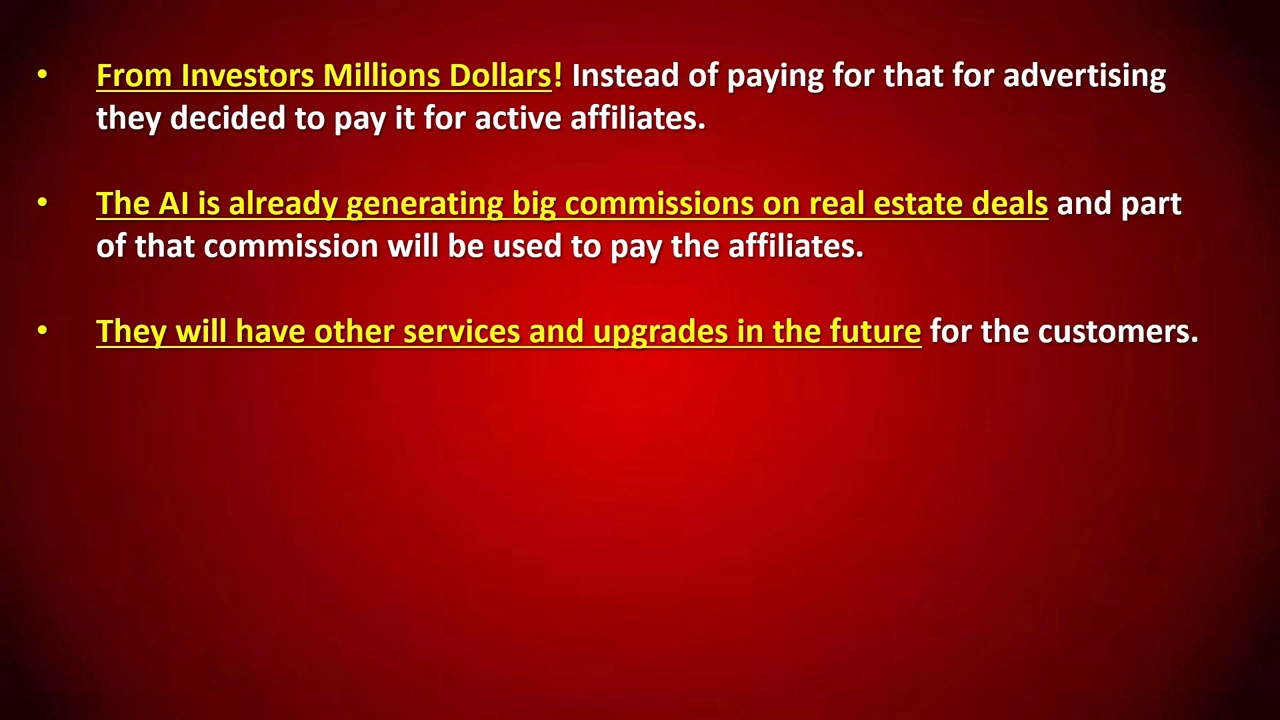 • From Investors Millions Dollars! Instead of paying for that for advertising
they decided to pay it for active affiliates.
• The AI is already generating big commissions on real estate deals and part
of that commission will be used to pay the affiliates.
• They will have other services and upgrades in the future for the customers.